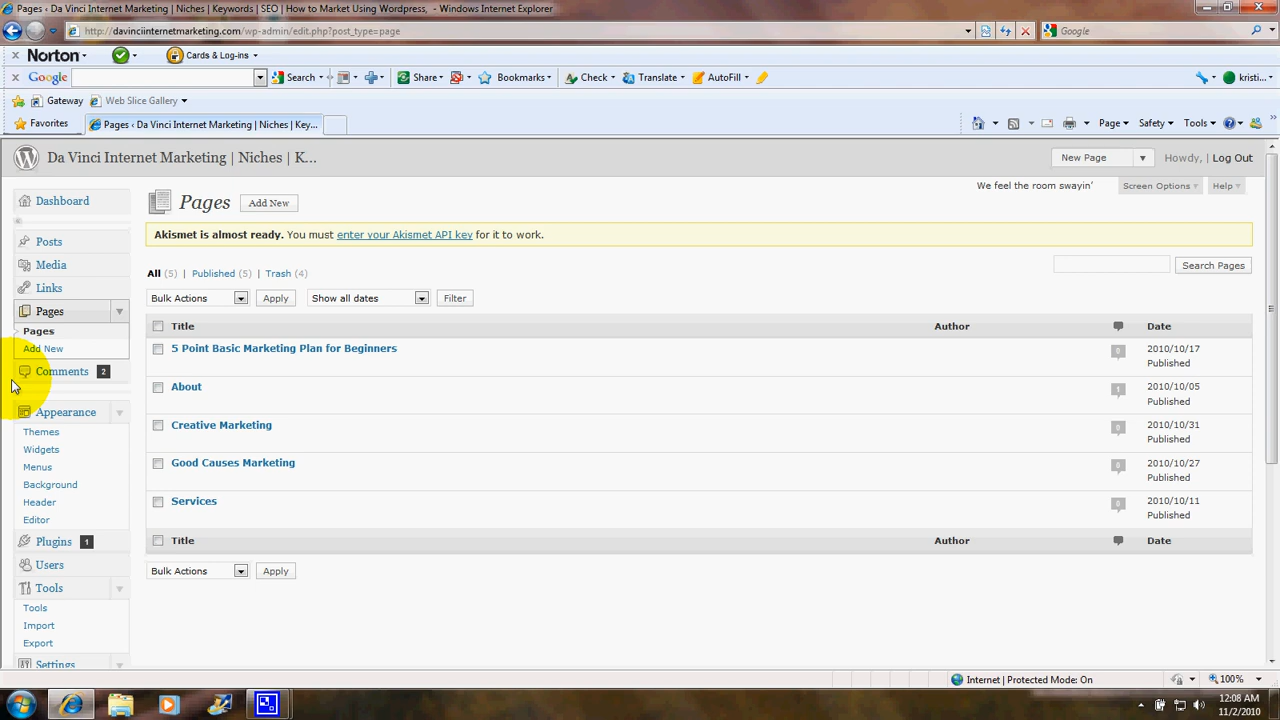 Pages ‹ Da Vinci Internet Marketing | Niches | Keywords | SEO | How to Market Using Wordpress, - Windows Internet Explorer
http://davinciinternetmarketing.com/wp-admin/edit.php?post_type=page
Google
Norton
Cards & Log-ins
Google
Search
Share
Bookmarks
Check
Translate
AutoFill
kristi...
Gateway
Web Slice Gallery
Favorites
Pages ‹ Da Vinci Internet Marketing | Niches | Key...
Page
Safety
Tools
Da Vinci Internet Marketing | Niches | K...
New Page
Howdy, | Log Out
Dashboard
Posts
Media
Links
Pages
Pages
Add New
Comments 2
Appearance
Themes
Widgets
Menus
Background
Header
Editor
Plugins 1
Users
Tools
Tools
Import
Export
Settings
Pages
Add New
We feel the room swayin'
Screen Options
Help
Akismet is almost ready. You must enter your Akismet API key for it to work.
All (5) | Published (5) | Trash (4)
Search Pages
Bulk Actions
Apply
Show all dates
Filter
Title Author Date
5 Point Basic Marketing Plan for Beginners 0 2010/10/17
Published
About 1 2010/10/05
Published
Creative Marketing 0 2010/10/31
Published
Good Causes Marketing 0 2010/10/27
Published
Services 0 2010/10/11
Published
Title Author Date
Bulk Actions
Apply
Internet | Protected Mode: On
100%
12:08 AM
11/2/2010